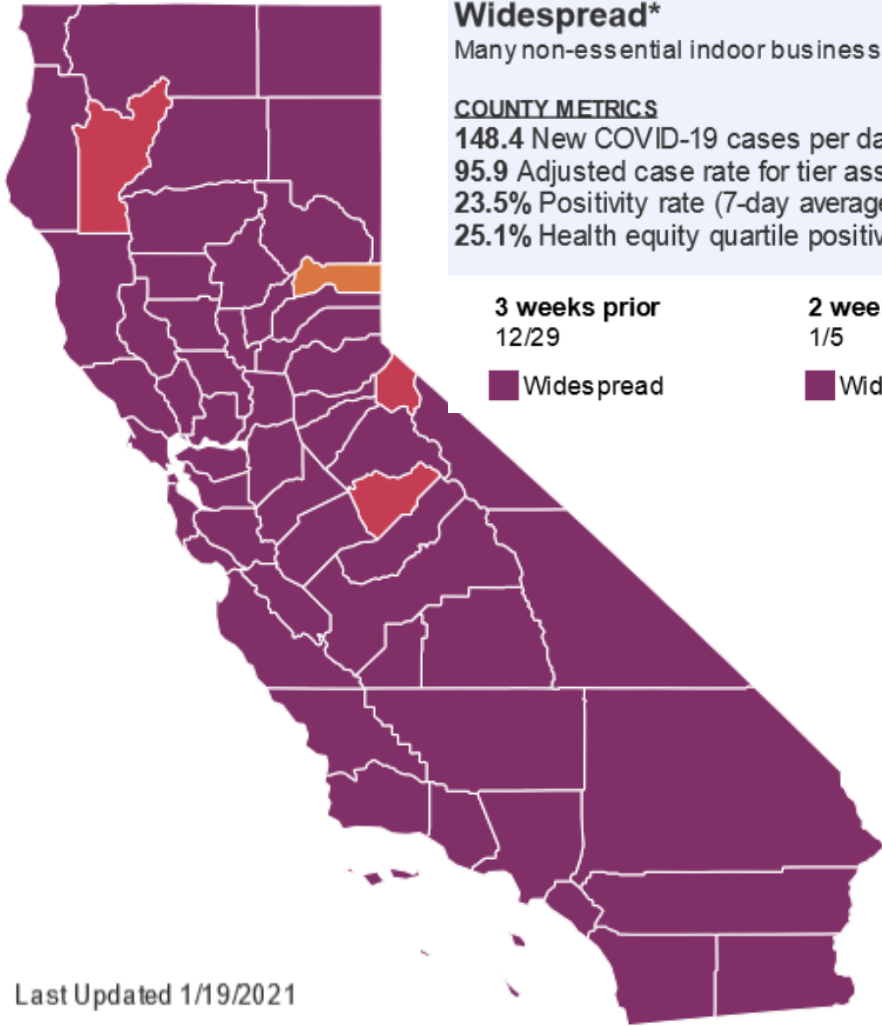 Widespread*
Many non-essential indoor business
COUNTY METRICS
148.4 New COVID-19 cases per da
95.9 Adjusted case rate for tier ass
23.5% Positivity rate (7-day average
25.1% Health equity quartile positiv
3 weeks prior 2 wee
12/29 1/5
Widespread Wid
Last Updated 1/19/2021